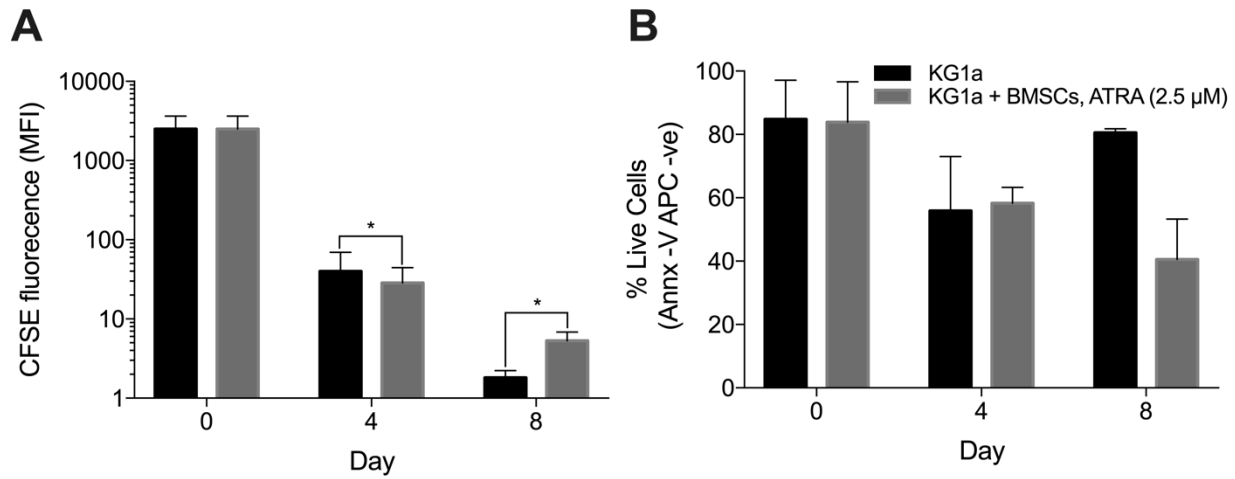 A
CFSE fluorecence (MFI)
10000
1000
100
10
1
*
*
0
4
8
Day
B
% Live Cells
(Annx -V APC -ve)
100
80
60
40
20
0
KG1a
KG1a + BMSCs, ATRA (2.5 μM)
0
4
8
Day